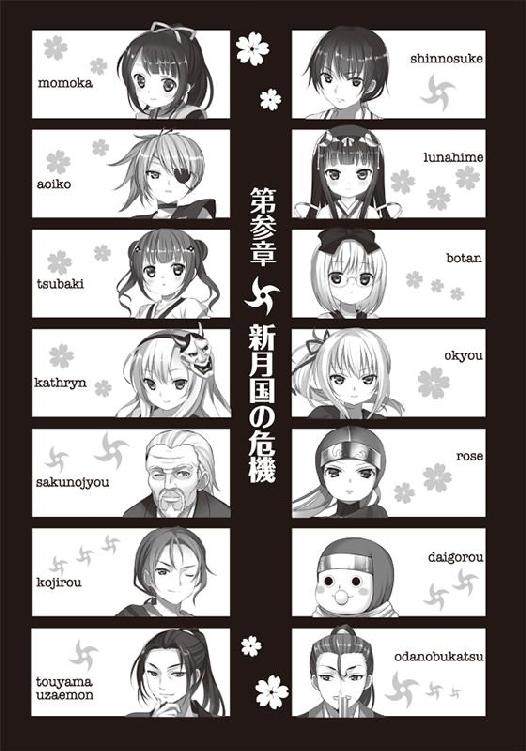 momoka
shinnosuke
aoiko
lunahime
tsubaki
botan
kathryn
okyou
sakunojyou
rose
kojirou
daigorou
touyama
uzaemon
odanobukatsu
第参章
新月国の危機